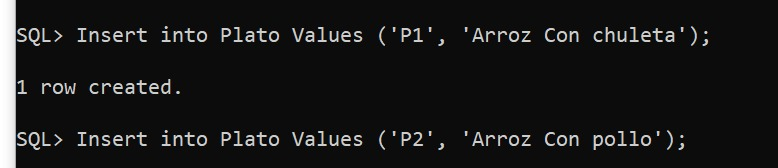 SQL> Insert into Plato Values ('P1', 'Arroz Con chuleta');
1 row created.
SQL> Insert into Plato Values ('P2', 'Arroz Con pollo');